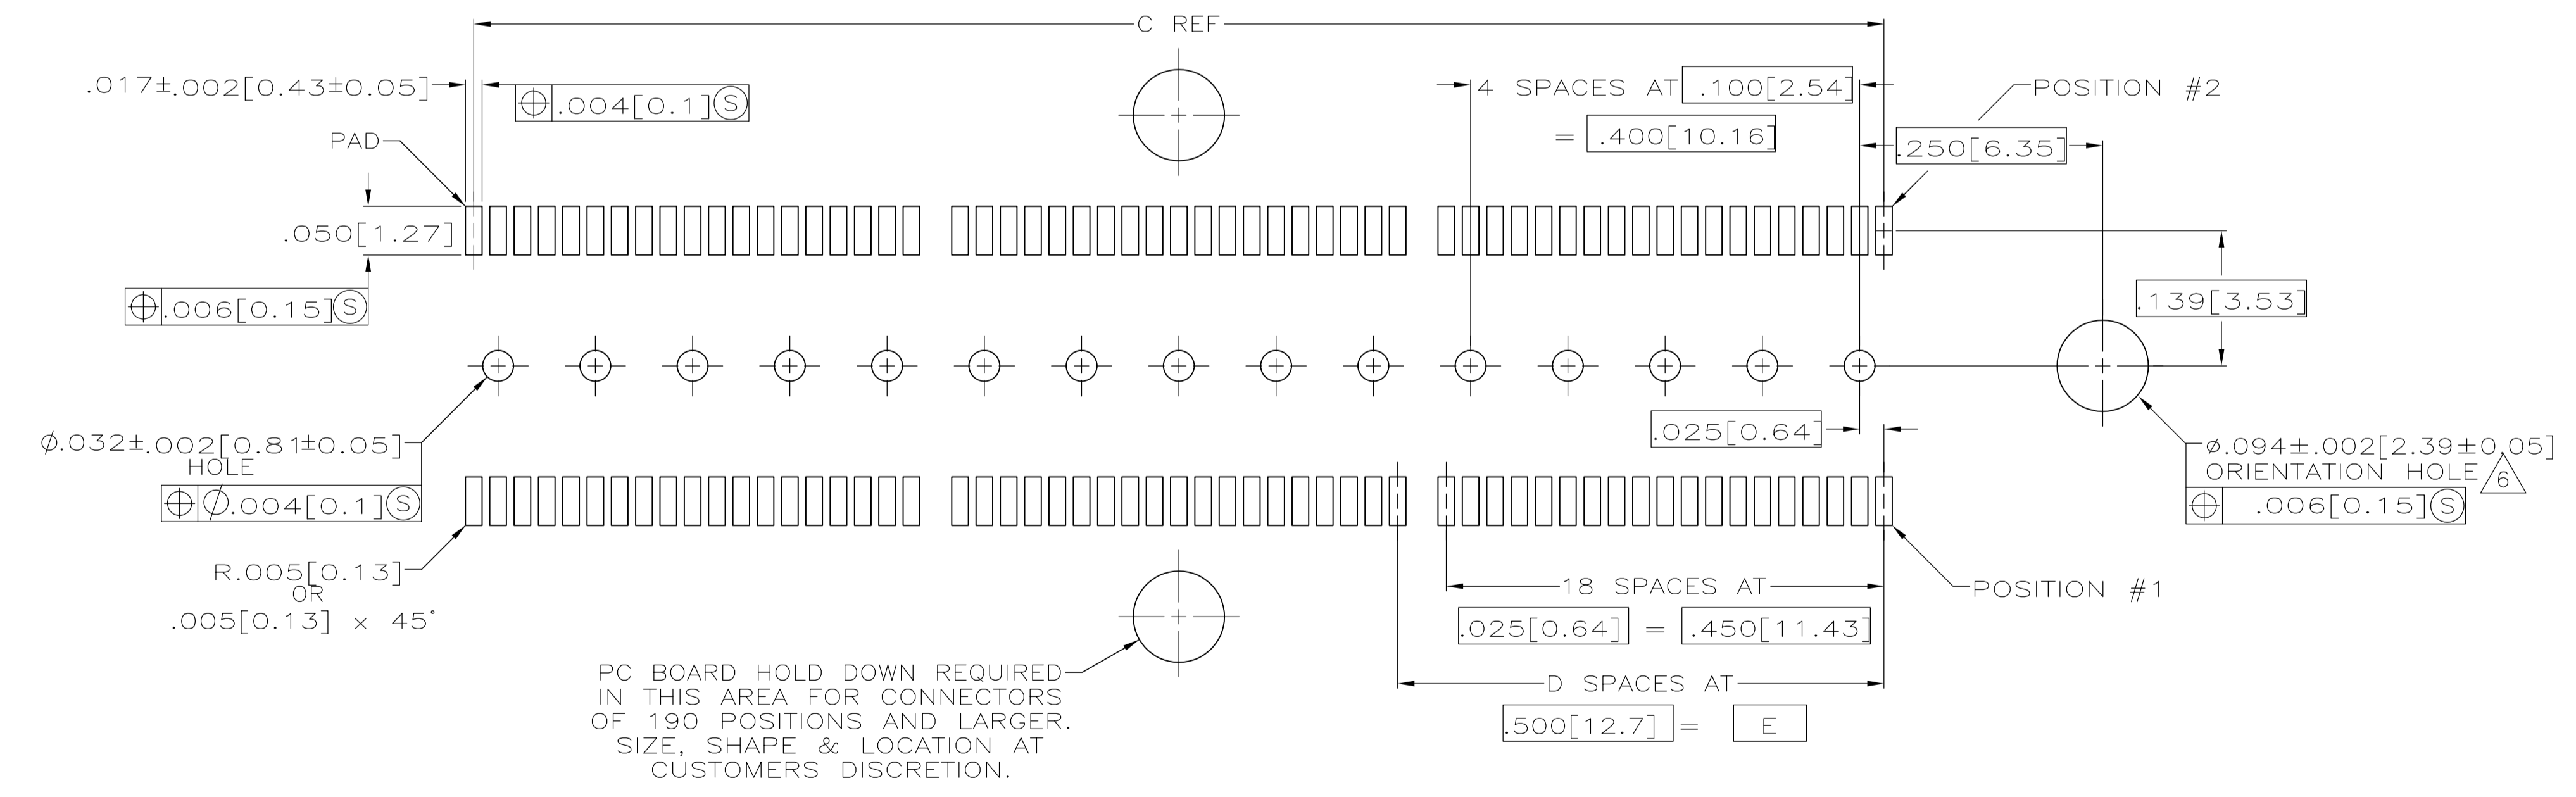 C REF
.017±.002[0.43±0.05]
.004[0.1]Ⓢ
4 SPACES AT .100[2.54]
= .400[10.16]
POSITION #2
PAD
.250[6.35]
.050[1.27]
.139[3.53]
.006[0.15]Ⓢ
.025[0.64]
Ø.032±.002[0.81±0.05]
HOLE
Ø.004[0.1]Ⓢ
Ø.094±.002[2.39±0.05]
ORIENTATION HOLE 6
.006[0.15]Ⓢ
R.005[0.13]
OR
.005[0.13] x 45°
18 SPACES AT
.025[0.64] = .450[11.43]
POSITION #1
PC BOARD HOLD DOWN REQUIRED
IN THIS AREA FOR CONNECTORS
OF 190 POSITIONS AND LARGER.
SIZE, SHAPE & LOCATION AT
CUSTOMERS DISCRETION.
D SPACES AT
.500[12.7] = E